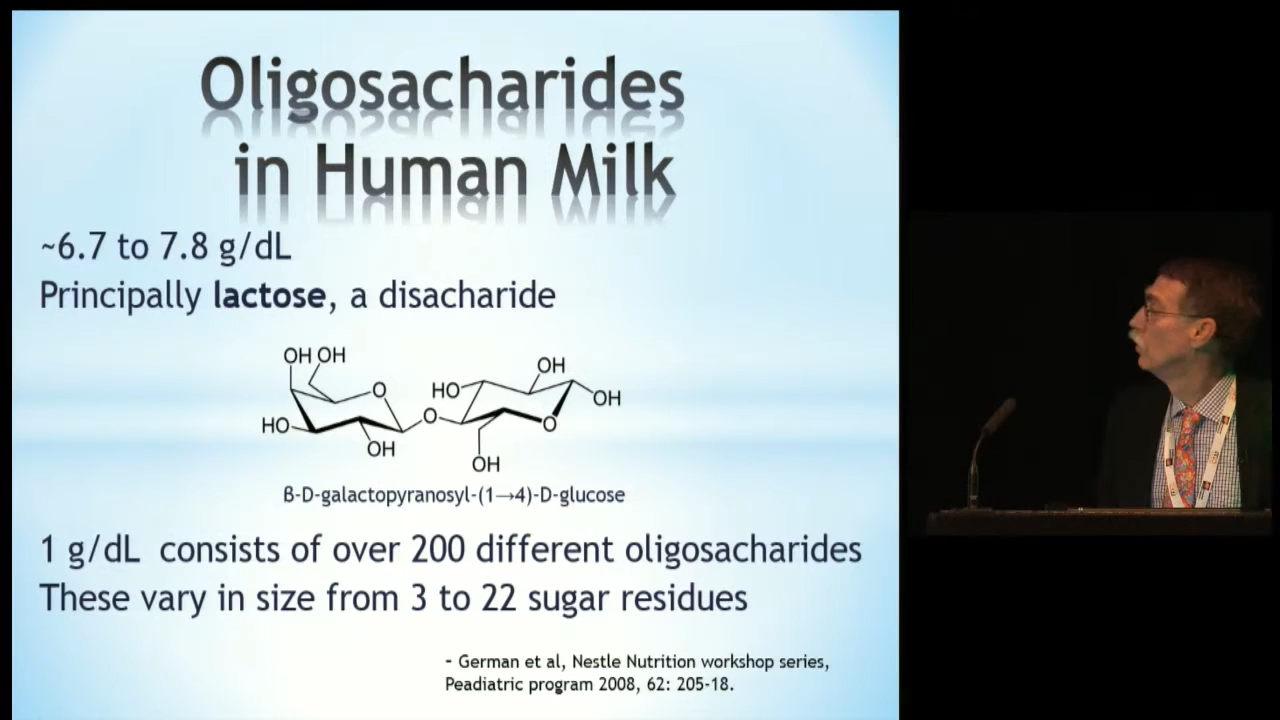 Oligosacharides
in Human Milk
~6.7 to 7.8 g/dL
Principally lactose, a disacharide
OH OH
O
HO
OH
O
HO
OH
OH
O
OH
β-D-galactopyranosyl-(1→4)-D-glucose
1 g/dL consists of over 200 different oligosacharides
These vary in size from 3 to 22 sugar residues
- German et al, Nestle Nutrition workshop series,
Peadiatric program 2008, 62: 205-18.